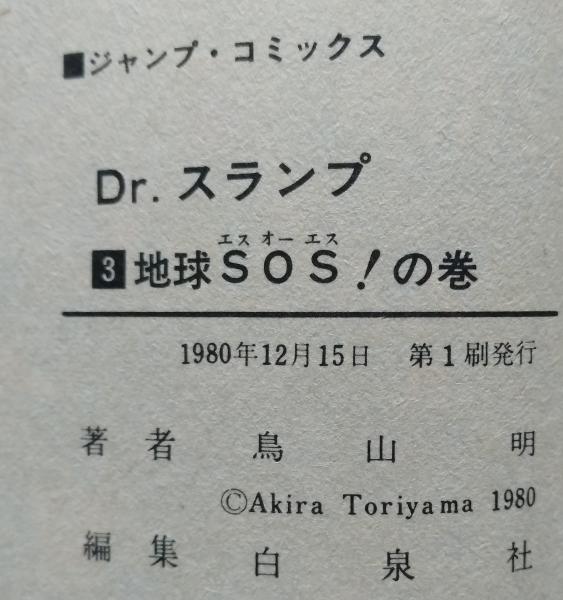 ■ジャンプ・コミックス
Dr.スランプ
エス オー エス
3 地球SOS!の巻
1980年12月15日 第1刷発行
著者 鳥山明
©Akira Toriyama 1980
編集 白泉社